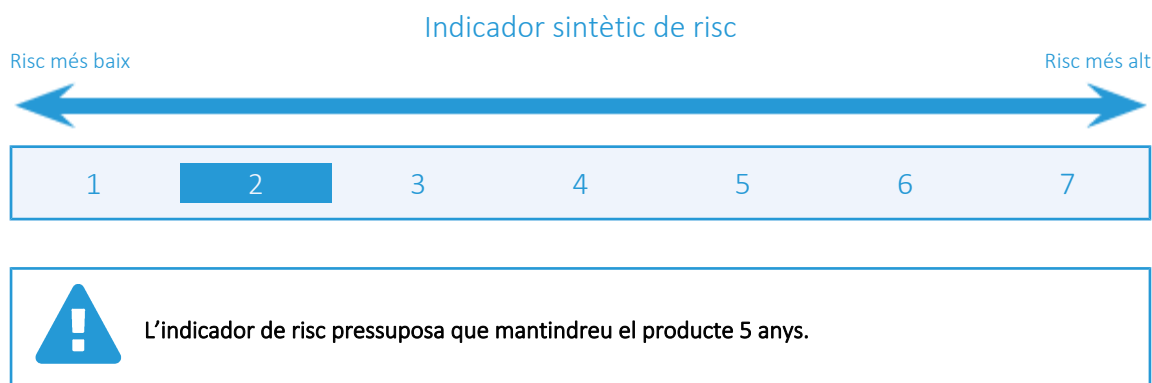 Indicador sintètic de risc
Risc més baix Risc més alt
1 2 3 4 5 6 7
L'indicador de risc pressuposa que mantindreu el producte 5 anys.